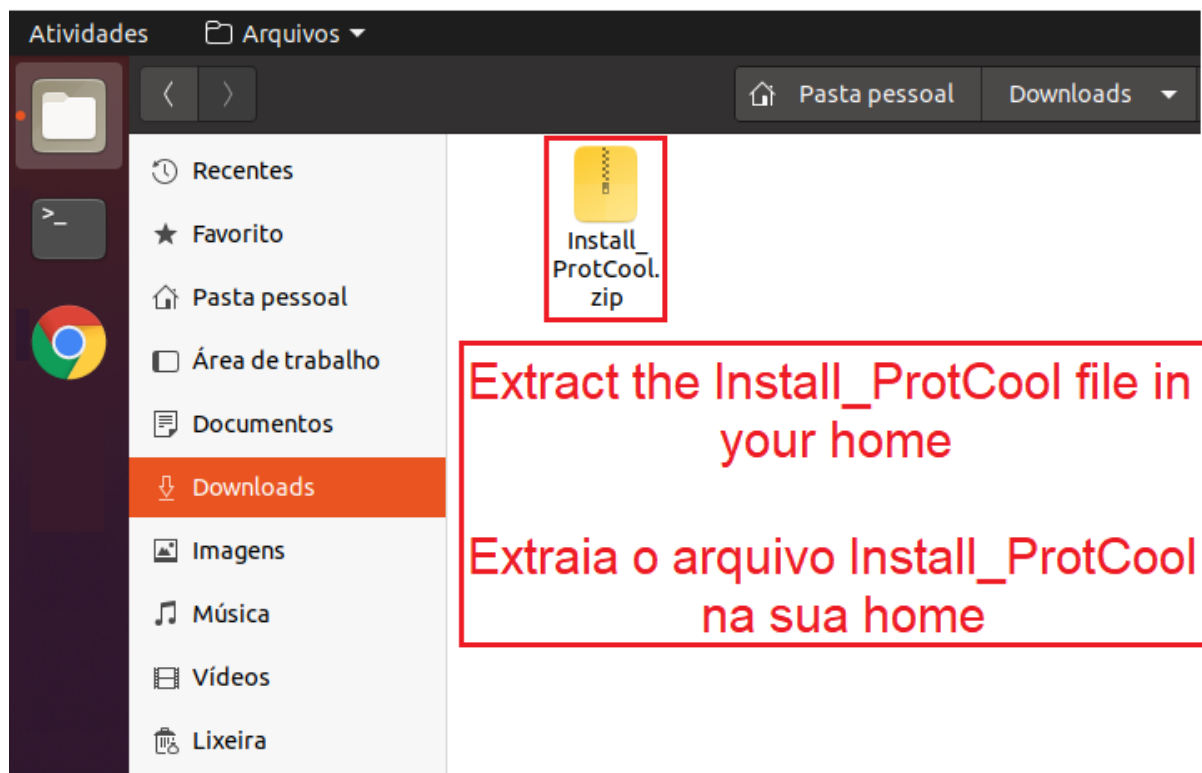 Atividades
Arquivos
Pasta pessoal
Downloads
Recentes
Favorito
Pasta pessoal
Área de trabalho
Documentos
Downloads
Imagens
Música
Vídeos
Lixeira
Install_
ProtCool.
zip
Extract the Install_ProtCool file in
your home
Extraia o arquivo Install_ProtCool
na sua home